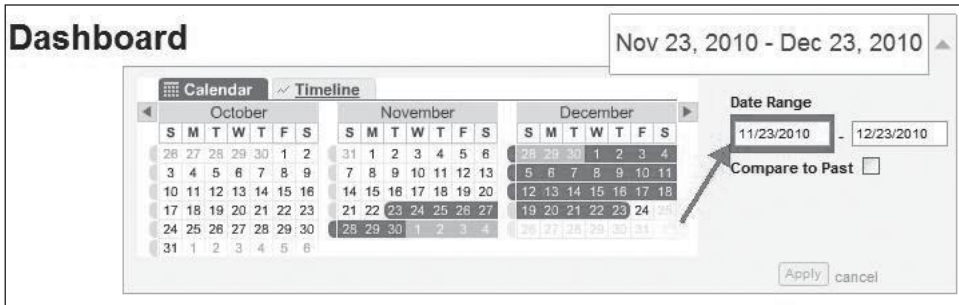 Dashboard
Nov 23, 2010 - Dec 23, 2010
Calendar Timeline
October November December
S M T W T F S S M T W T F S S M T W T F S
26 27 28 29 30 1 2 31 1 2 3 4 5 6 28 29 30 1 2 3 4
3 4 5 6 7 8 9 7 8 9 10 11 12 13 5 6 7 8 9 10 11
10 11 12 13 14 15 16 14 15 16 17 18 19 20 12 13 14 15 16 17 18
17 18 19 20 21 22 23 21 22 23 24 25 26 27 19 20 21 22 23 24 25
24 25 26 27 28 29 30 28 29 30 1 2 3 4 26 27 28 29 30 31
31 1 2 3 4 5 6
Date Range
11/23/2010 - 12/23/2010
Compare to Past
Apply cancel